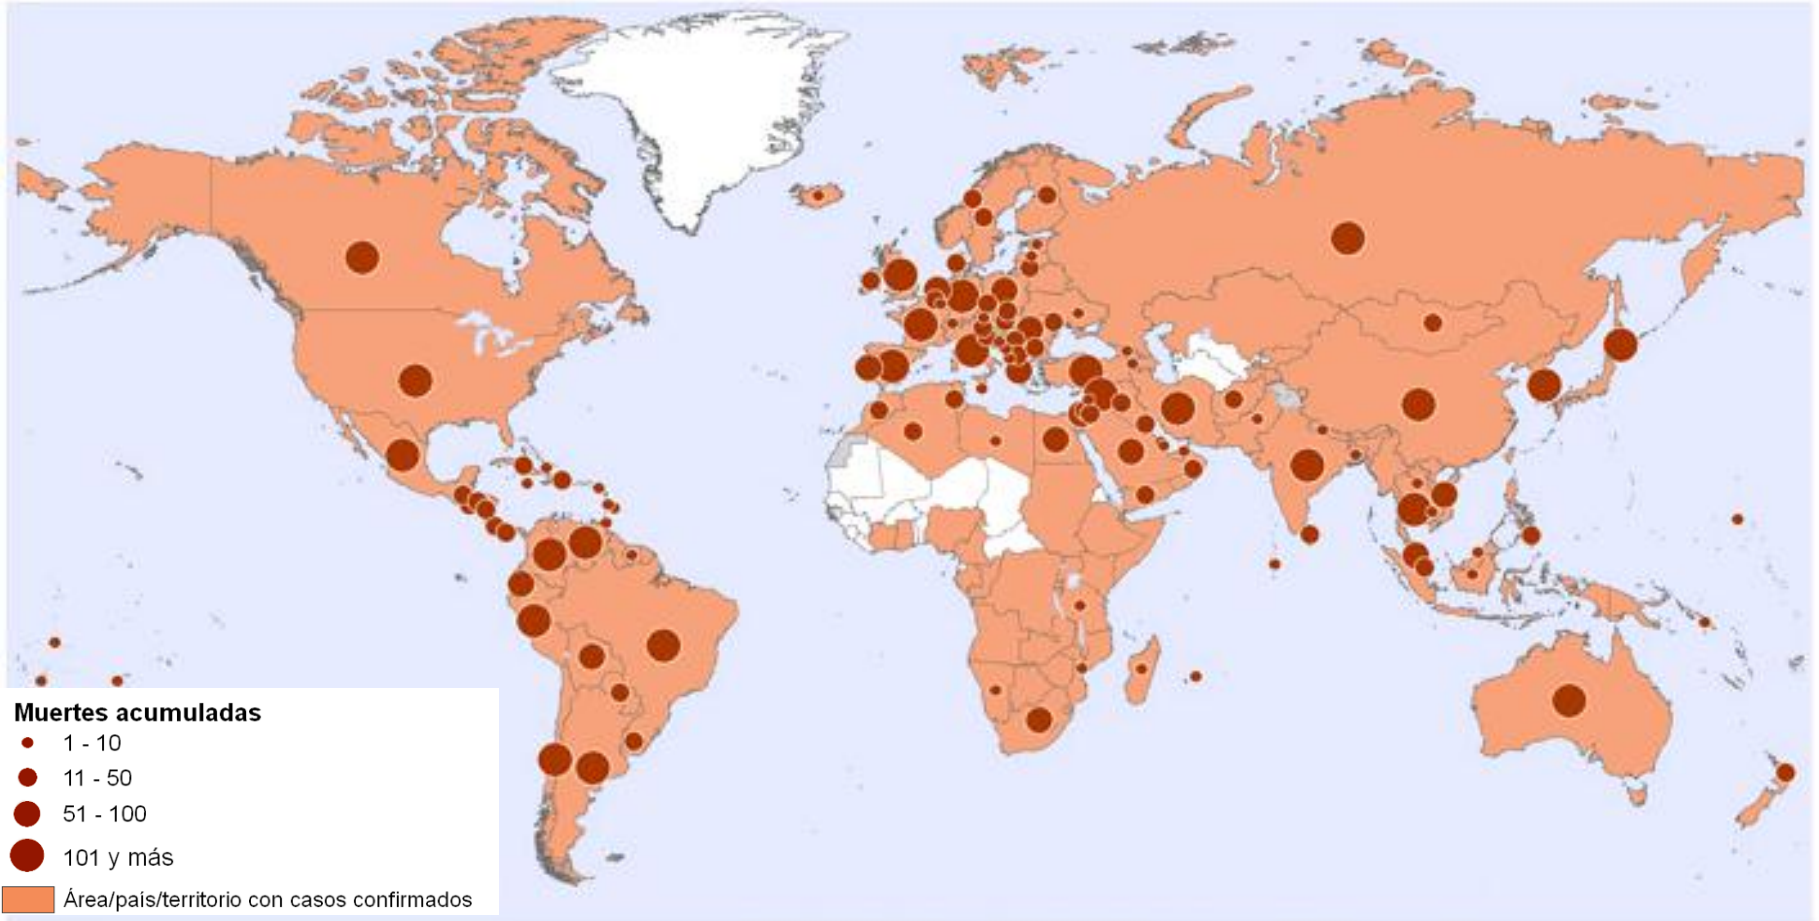 Muertes acumuladas
1 - 10
11 - 50
51 - 100
101 y más
Área/país/territorio con casos confirmados